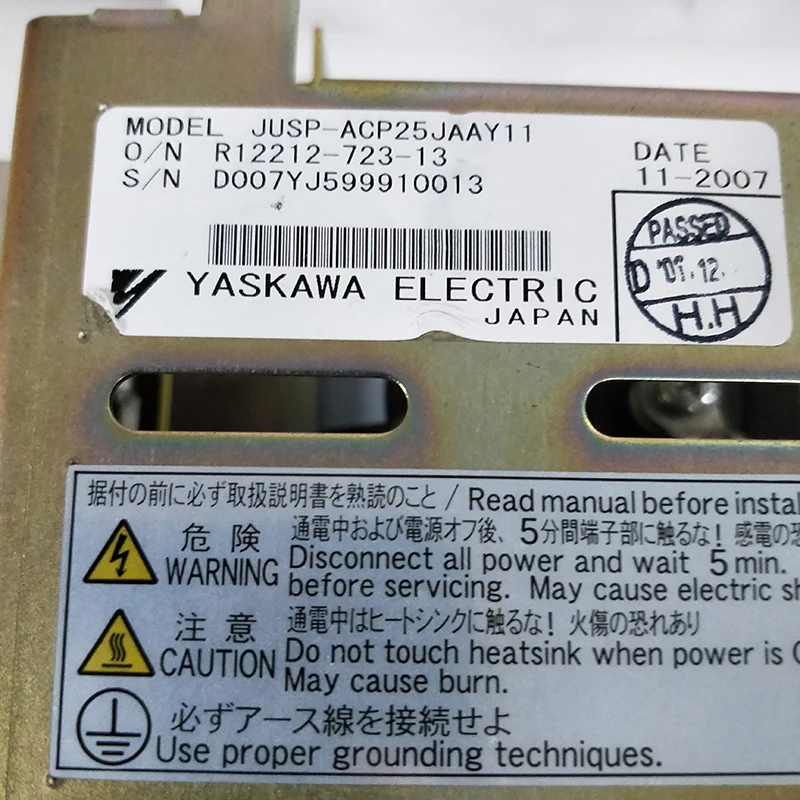 MODEL JUSP-ACP25JAAY11
O/N R12212-723-13
S/N D007YJ599910013
DATE
11-2007
PASSED
D '07.12.
H.H
YASKAWA ELECTRIC
JAPAN
据付の前に必ず取扱説明書を熟読のこと / Read manual before instal
危険
WARNING
通電中および電源オフ後、5分間端子部に触るな! 感電の恐
Disconnect all power and wait 5 min.
before servicing. May cause electric sh
注意
CAUTION
通電中はヒートシンクに触るな! 火傷の恐れあり
Do not touch heatsink when power is O
May cause burn.
必ずアース線を接続せよ
Use proper grounding techniques.